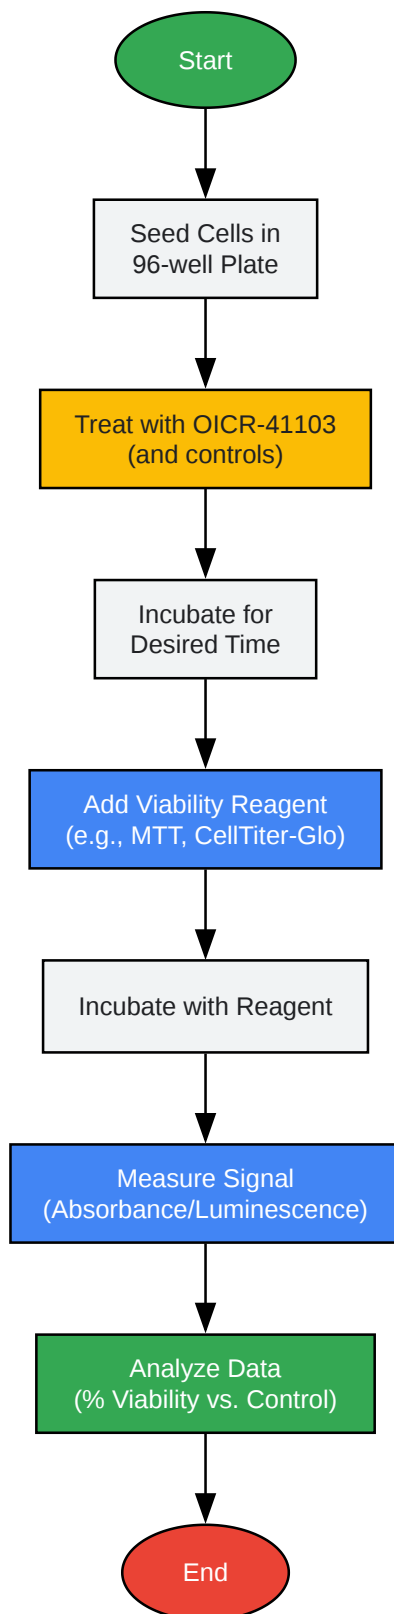 Start
Seed Cells in
96-well Plate
Treat with OICR-41103
(and controls)
Incubate for
Desired Time
Add Viability Reagent
(e.g., MTT, CellTiter-Glo)
Incubate with Reagent
Measure Signal
(Absorbance/Luminescence)
Analyze Data
(% Viability vs. Control)
End